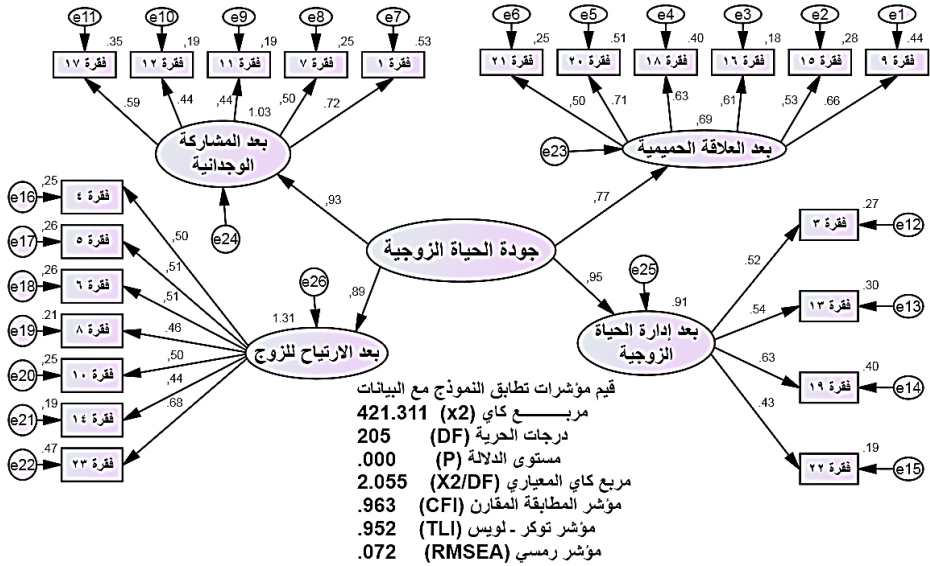 e11 e10 e9 e8 e7 e6 e5 e4 e3 e2 e1
.35 ,19 ,19 ,25 .53 ,25 .51 .40 ,18 ,28 .44
فقرة ١٧ فقرة ١٢ فقرة ١١ فقرة ٧ فقرة ١ فقرة ٢١ فقرة ٢٠ فقرة ١٨ فقرة ١٦ فقرة ١٥ فقرة ٩
.59 .44 ,44 ,50 .72 ,50 .71 .63 ,61 ,53 .66
1.03 ,69
بعد المشاركة
الوجدانية
بعد العلاقة الحميمية
e23
e24
,93 ,77
جودة الحياة الزوجية
,89 ,95
e16 ,25 فقرة ٤ ,50
e17 ,26 فقرة ٥ ,51
e18 ,26 فقرة ٦ ,51
e19 .21 فقرة ٨ .46
e20 ,25 فقرة ١٠ ,50
e21 ,19 فقرة ١٤ ,44
e22 .47 فقرة ٢٣ .68
e26
1.31
بعد الارتياح للزوج
e25
.91
بعد إدارة الحياة
الزوجية
.52 فقرة ٣ .27 e12
.54 فقرة ١٣ .30 e13
.63 فقرة ١٩ .40 e14
.43 فقرة ٢٢ .19 e15
قيم مؤشرات تطابق النموذج مع البيانات
مربـــــــع كاي (x2) 421.311
درجات الحرية (DF) 205
مستوى الدلالة (P) .000
مربع كاي المعياري (X2/DF) 2.055
مؤشر المطابقة المقارن (CFI) .963
مؤشر توكر - لويس (TLI) .952
مؤشر رمسي (RMSEA) .072